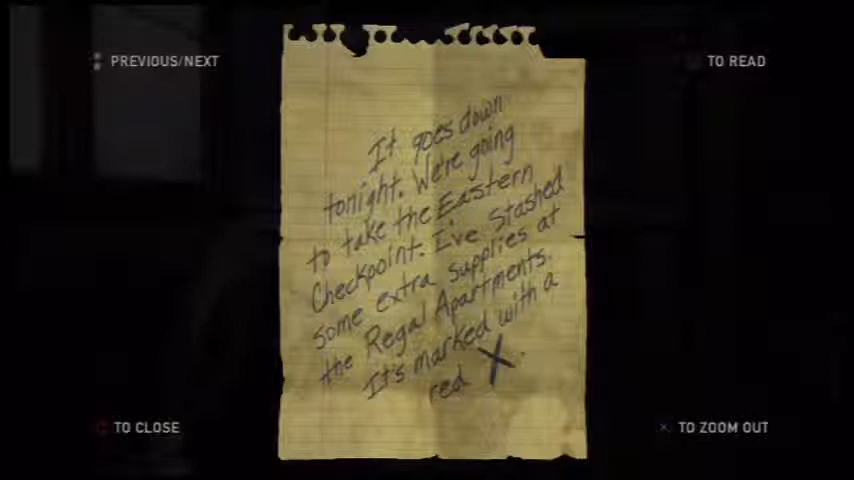 PREVIOUS/NEXT
TO READ
It goes down
tonight. We're going
to take the Eastern
Checkpoint. I've stashed
some extra supplies at
the Regal Apartments.
It's marked with a
red X.
TO CLOSE
X TO ZOOM OUT